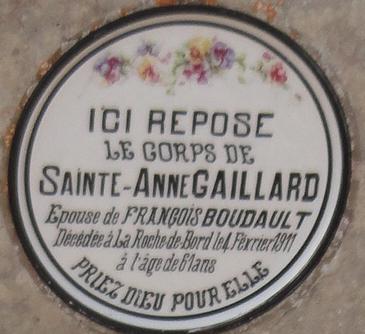 ICI REPOSE
LE CORPS DE
SAINTE-ANNE GAILLARD
Epouse de FRANÇOIS BOUDAULT
Décédée à La Roche de Bord le 4 Février 1911
à l'âge de 61 ans
PRIEZ DIEU POUR ELLE